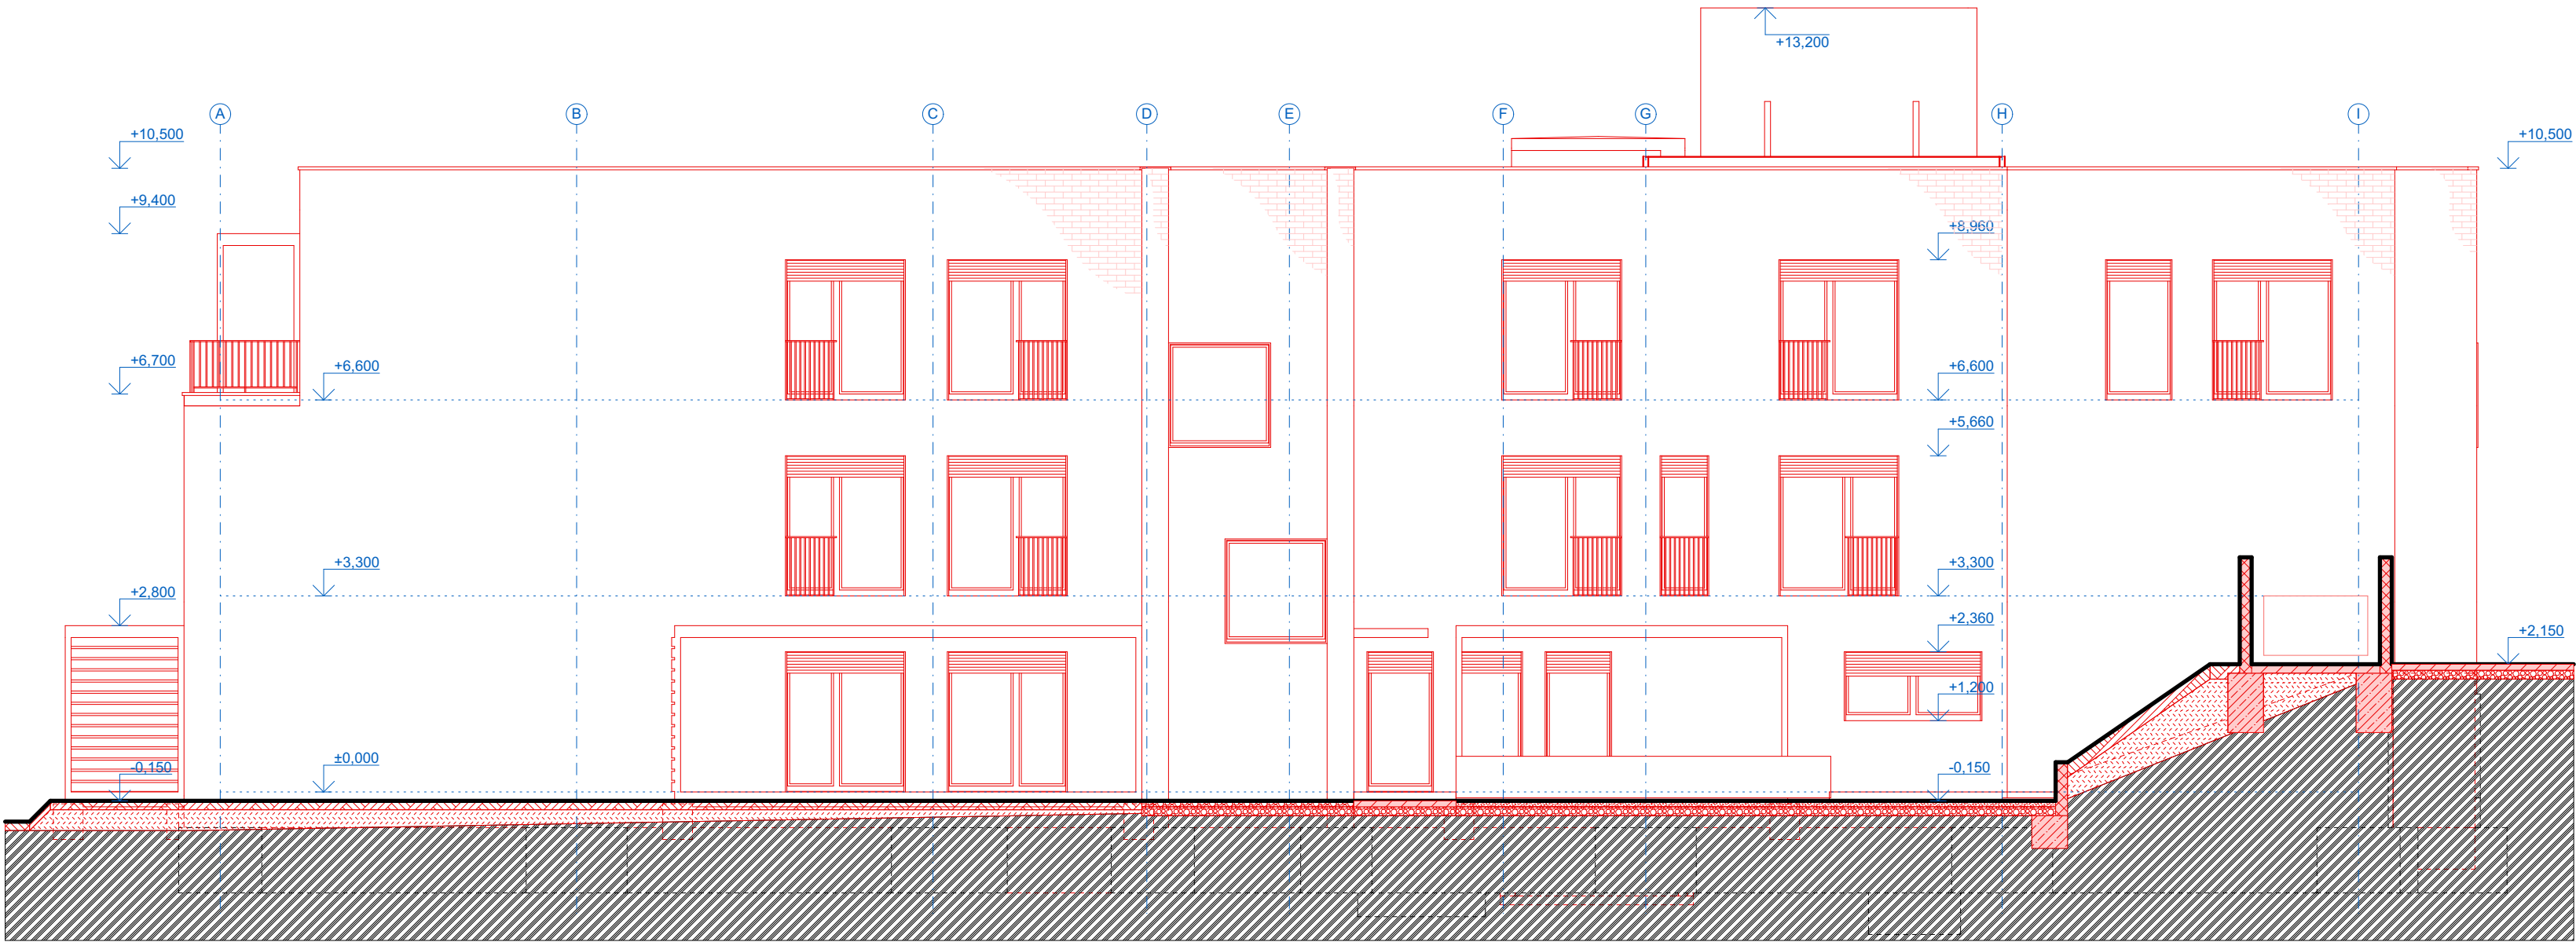 +13,200
A
B
C
D
E
F
G
H
I
+10,500
+10,500
+9,400
+8,960
+6,700
+6,600
+6,600
+5,660
+3,300
+3,300
+2,800
+2,360
+2,150
+1,200
±0,000
-0,150
-0,150